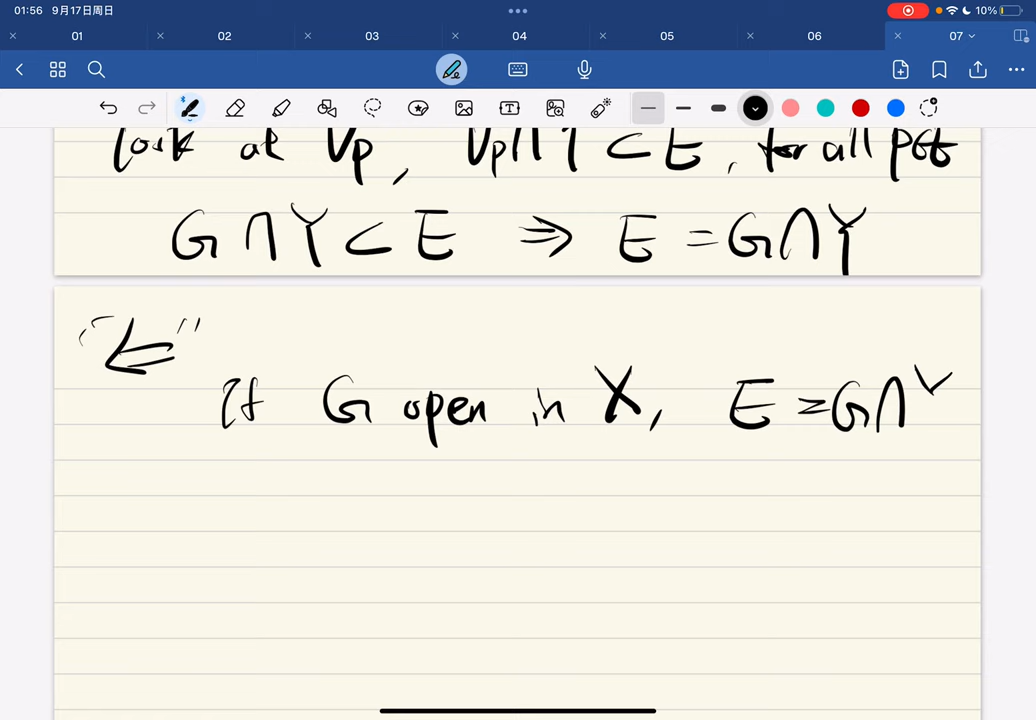 01:56 9月17日周日 10%
01 02 03 04 05 06 07
look at Vp, Vp∩Y ⊂ E, for all p∈E
G∩Y ⊂ E ⇒ E = G∩Y
"⇐"
If G open in X, E = G∩Y